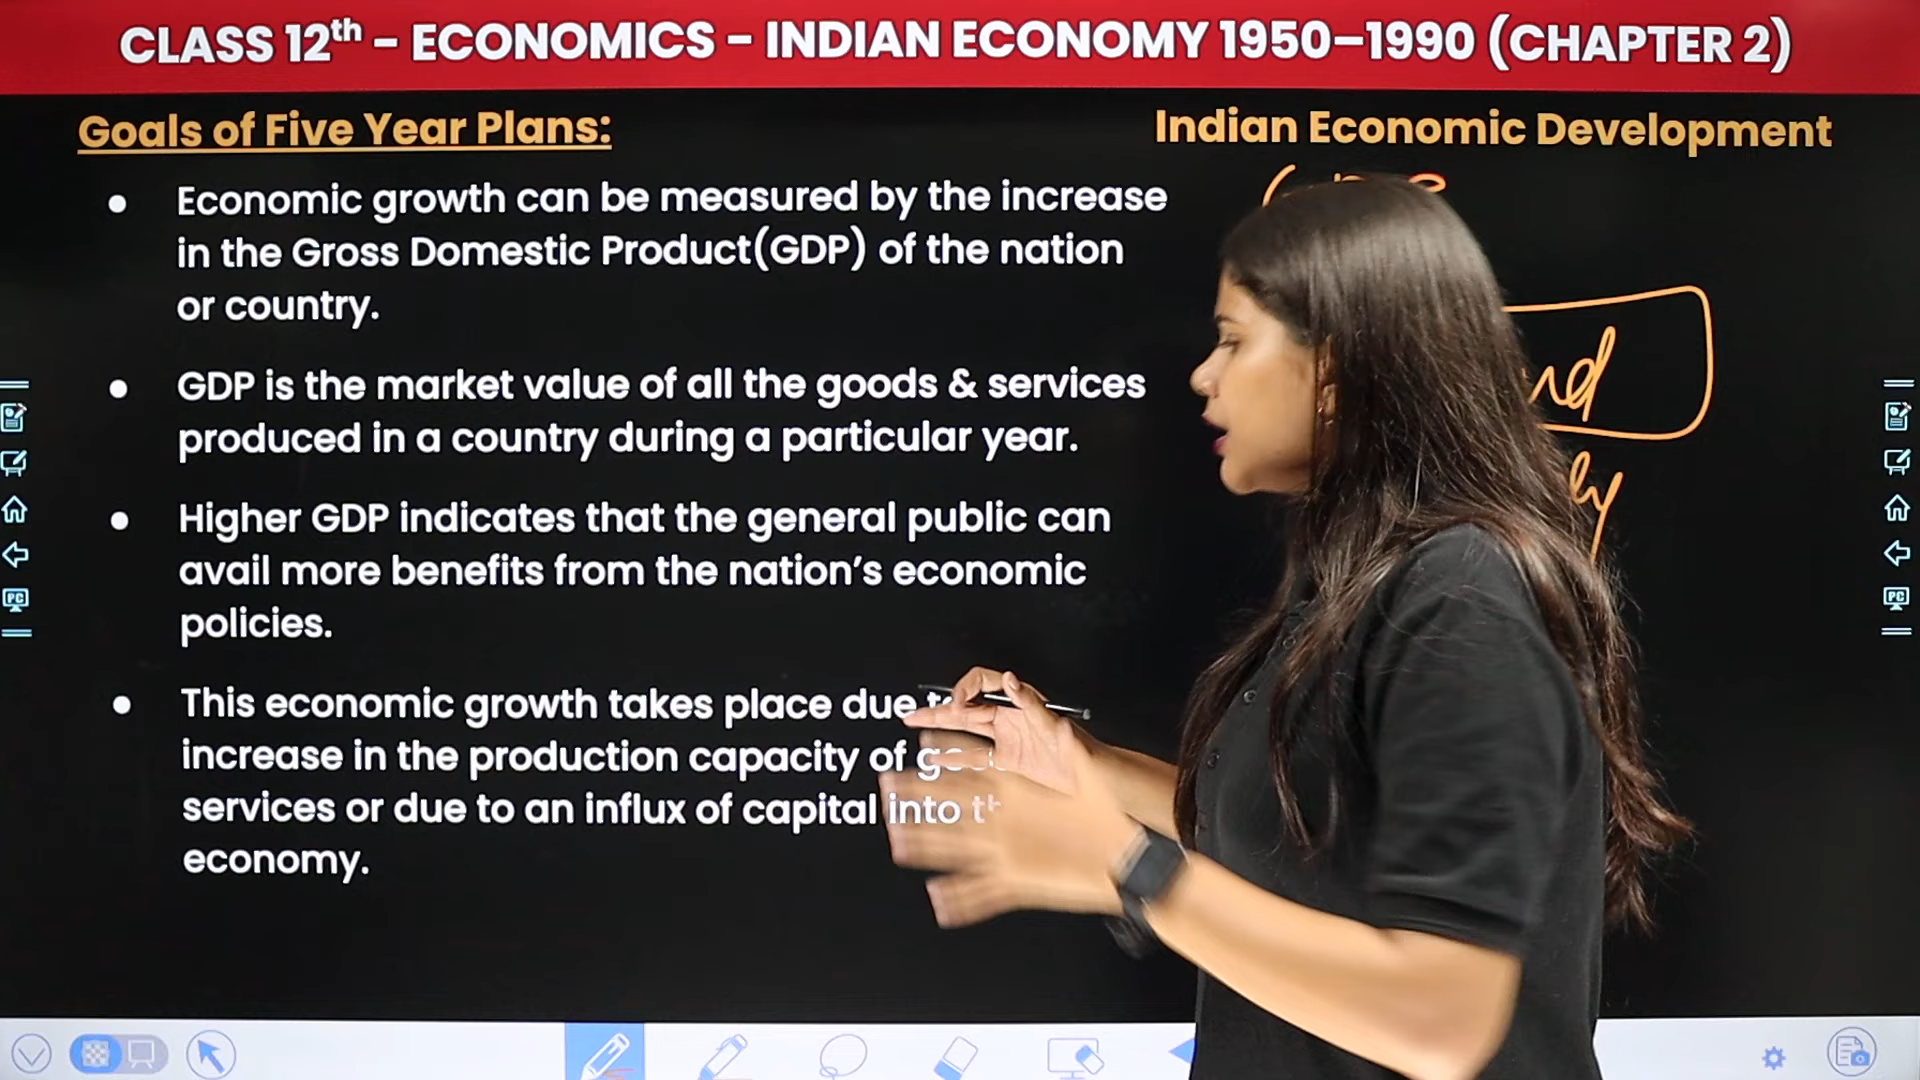 CLASS 12th – ECONOMICS – INDIAN ECONOMY 1950–1990 (CHAPTER 2)
Goals of Five Year Plans:
Indian Economic Development
● Economic growth can be measured by the increase
in the Gross Domestic Product(GDP) of the nation
or country.
● GDP is the market value of all the goods & services
produced in a country during a particular year.
● Higher GDP indicates that the general public can
avail more benefits from the nation's economic
policies.
● This economic growth takes place due
increase in the production capacity of
services or due to an influx of capital into
economy.
PC
PC